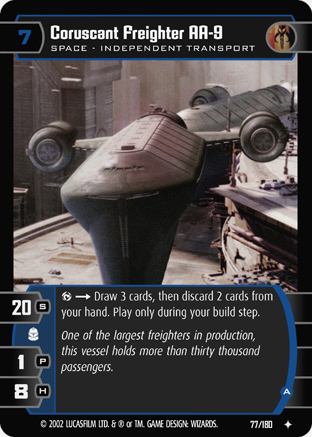 7
Coruscant Freighter AA-9
SPACE - INDEPENDENT TRANSPORT
20 S
1 P
8 H
Draw 3 cards, then discard 2 cards from
your hand. Play only during your build step.
One of the largest freighters in production,
this vessel holds more than thirty thousand
passengers.
A
© 2002 LUCASFILM LTD. & ® or TM. GAME DESIGN: WIZARDS.
77/180